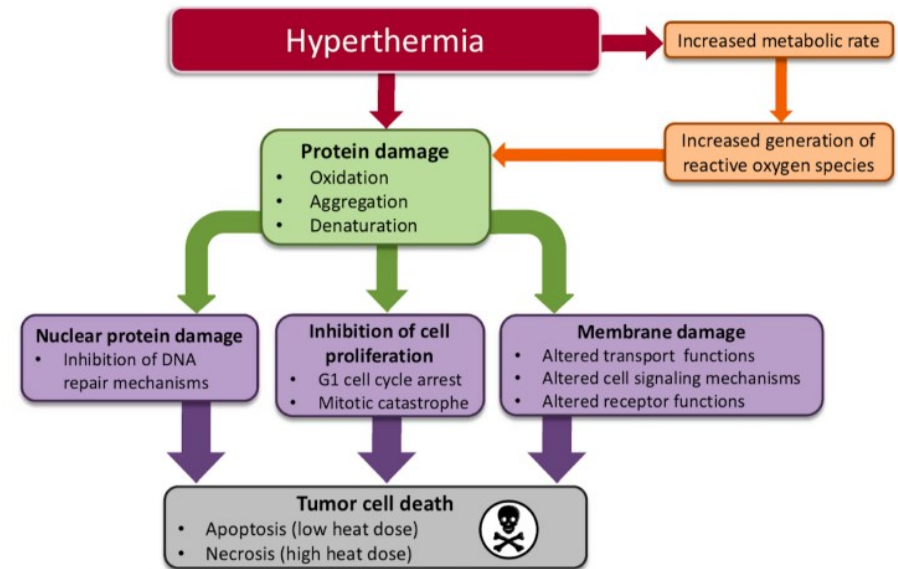 Hyperthermia
Increased metabolic rate
Increased generation of
reactive oxygen species
Protein damage
• Oxidation
• Aggregation
• Denaturation
Nuclear protein damage
• Inhibition of DNA
repair mechanisms
Inhibition of cell
proliferation
• G1 cell cycle arrest
• Mitotic catastrophe
Membrane damage
• Altered transport functions
• Altered cell signaling mechanisms
• Altered receptor functions
Tumor cell death
• Apoptosis (low heat dose)
• Necrosis (high heat dose)